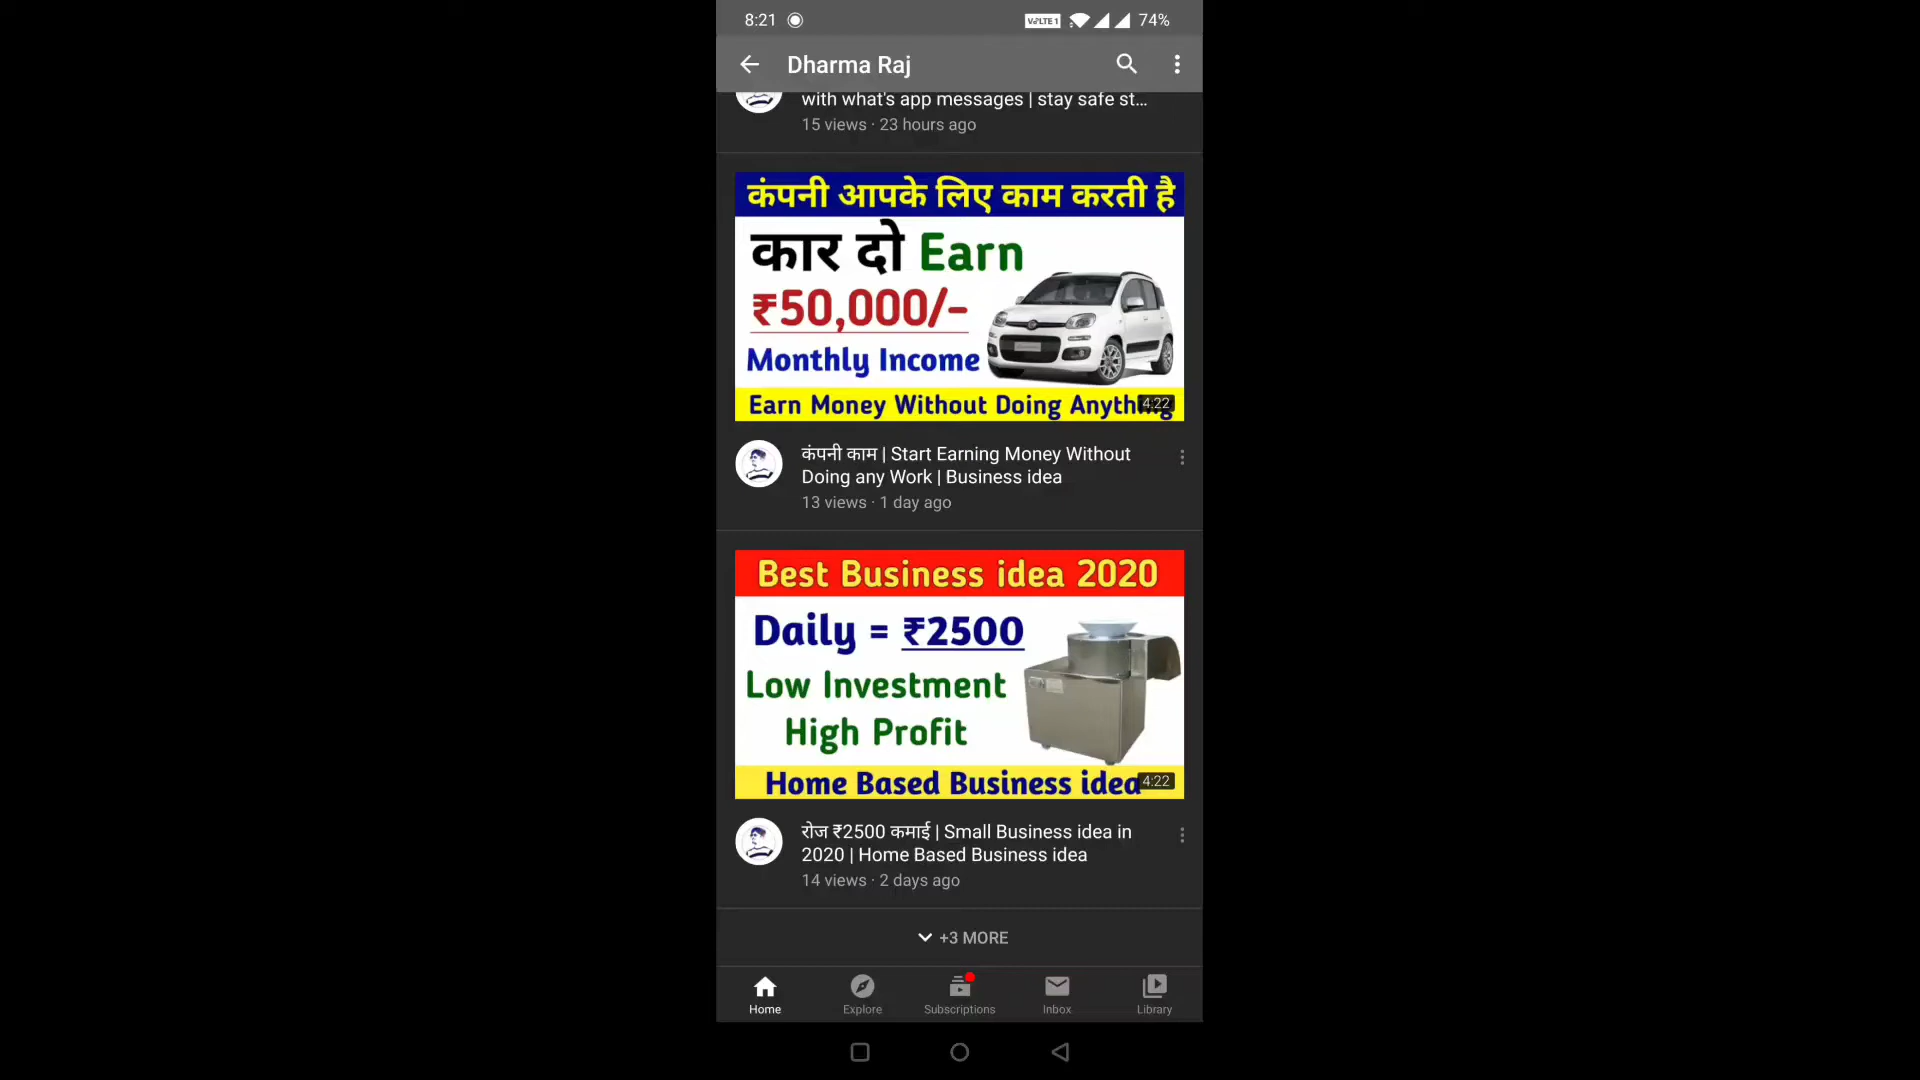 8:21 VoLTE 1 74%
Dharma Raj
with what's app messages | stay safe st...
15 views · 23 hours ago
कंपनी आपके लिए काम करती है
कार दो Earn
₹50,000/-
Monthly Income
Earn Money Without Doing Anything
4:22
कंपनी काम | Start Earning Money Without
Doing any Work | Business idea
13 views · 1 day ago
Best Business idea 2020
Daily = ₹2500
Low Investment
High Profit
Home Based Business idea
4:22
रोज ₹2500 कमाई | Small Business idea in
2020 | Home Based Business idea
14 views · 2 days ago
+3 MORE
Home Explore Subscriptions Inbox Library